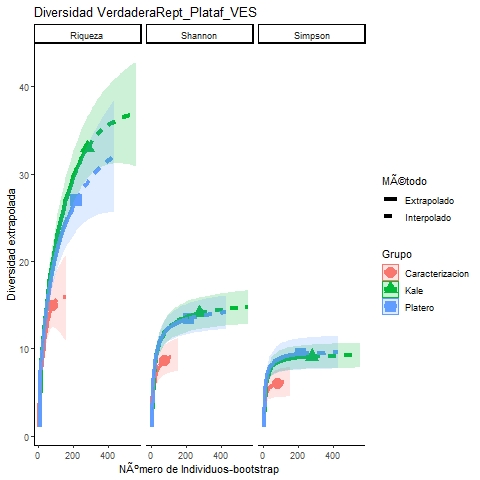 Diversidad VerdaderaRept_Plataf_VES
Riqueza Shannon Simpson
Diversidad extrapolada
40
30
20
10
0
0 200 400 0 200 400 0 200 400
NÃºmero de Individuos-bootstrap
MÃ©todo
Extrapolado
Interpolado
Grupo
Caracterizacion
Kale
Platero